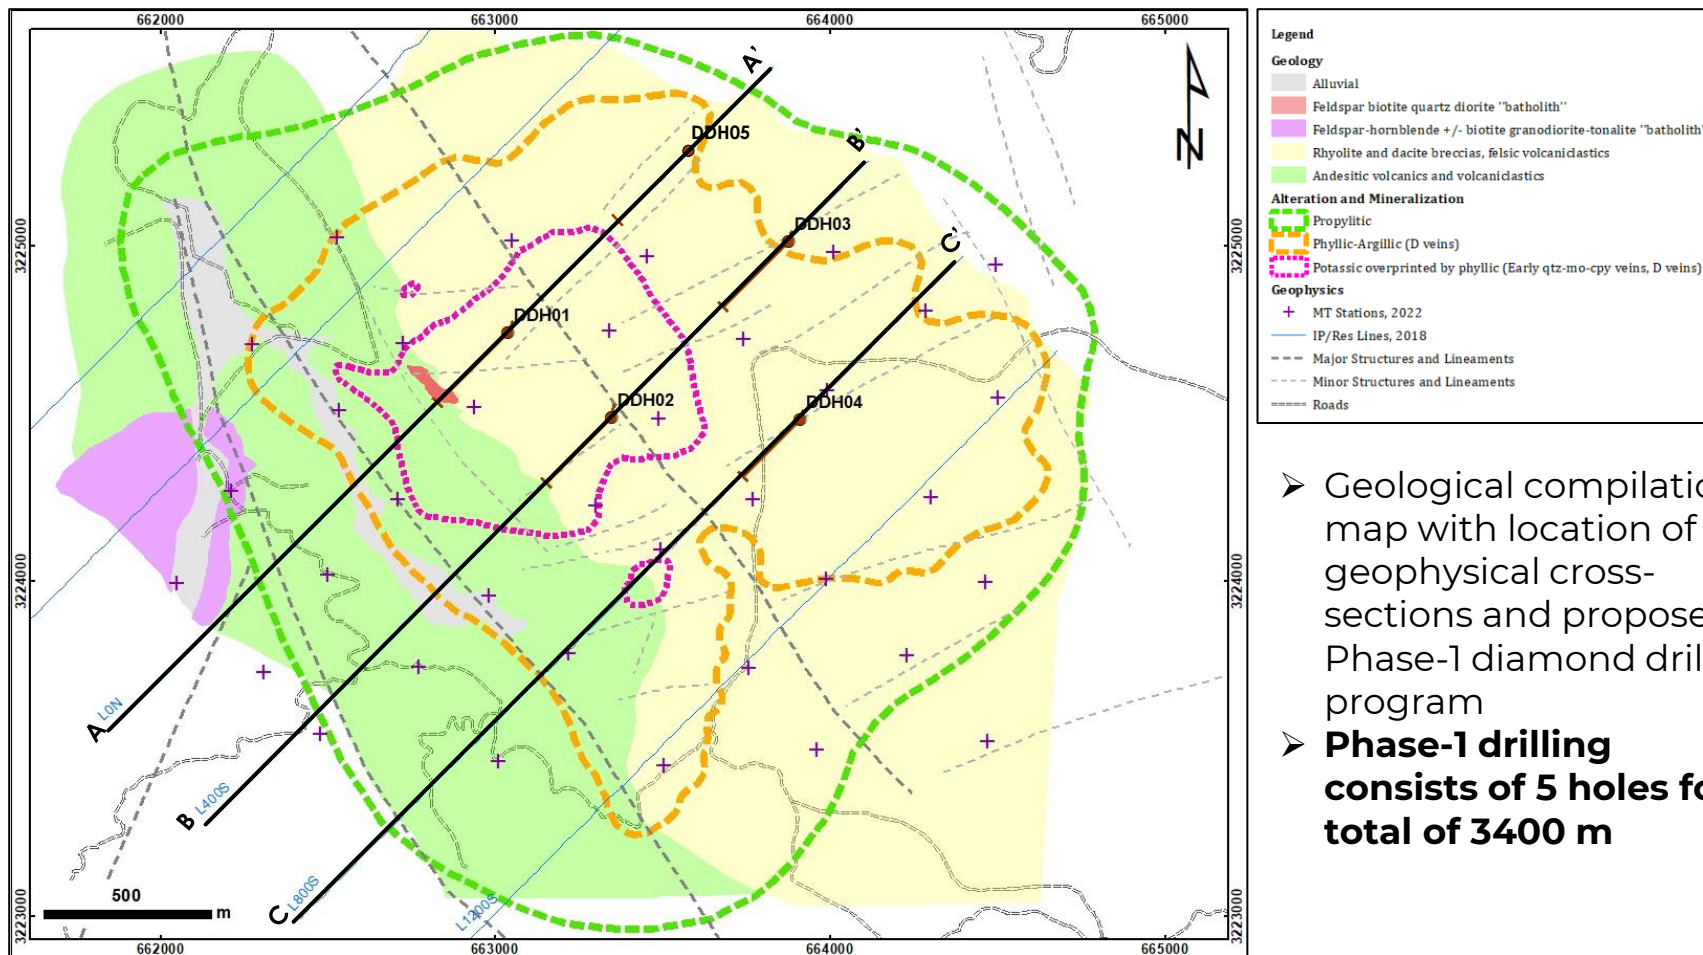 662000 663000 664000 665000
3225000
3224000
3223000
3225000
3224000
3223000
A'
DDH05
B'
DDH03
C'
DDH01
DDH02
DDH04
A L0N
B L400S
C L800S
L1200S
500 m
662000 663000 664000 665000
N
Legend
Geology
Alluvial
Feldspar biotite quartz diorite "batholith"
Feldspar-hornblende +/- biotite granodiorite-tonalite "batholith"
Rhyolite and dacite breccias, felsic volcaniclastics
Andesitic volcanics and volcaniclastics
Alteration and Mineralization
Propylitic
Phyllic-Argillic (D veins)
Potassic overprinted by phyllic (Early qtz-mo-cpy veins, D veins)
Geophysics
MT Stations, 2022
IP/Res Lines, 2018
Major Structures and Lineaments
Minor Structures and Lineaments
Roads
➢ Geological compilatio
map with location of
geophysical cross-
sections and propose
Phase-1 diamond dril
program
➢ Phase-1 drilling
consists of 5 holes fo
total of 3400 m